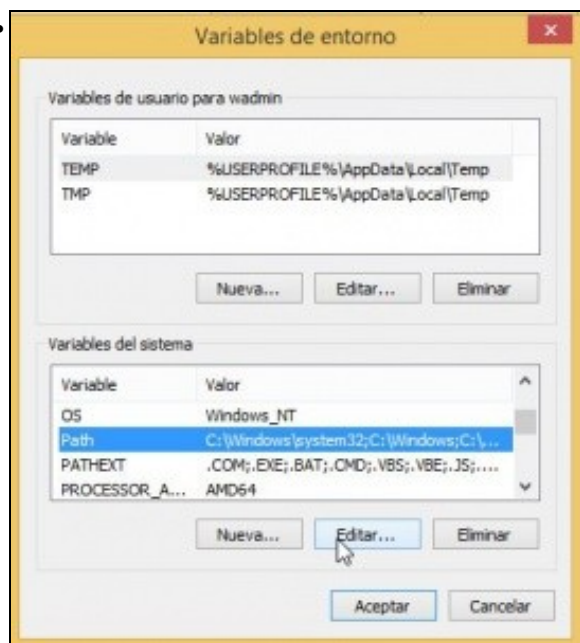 Variables de entorno
Variables de usuario para wadmin
Variable Valor
TEMP %USERPROFILE%\AppData\Local\Temp
TMP %USERPROFILE%\AppData\Local\Temp
Nueva... Editar... Eliminar
Variables del sistema
Variable Valor
OS Windows_NT
Path C:\Windows\system32;C:\Windows;C:\...
PATHEXT .COM;.EXE;.BAT;.CMD;.VBS;.VBE;.JS;....
PROCESSOR_A... AMD64
Nueva... Editar... Eliminar
Aceptar Cancelar